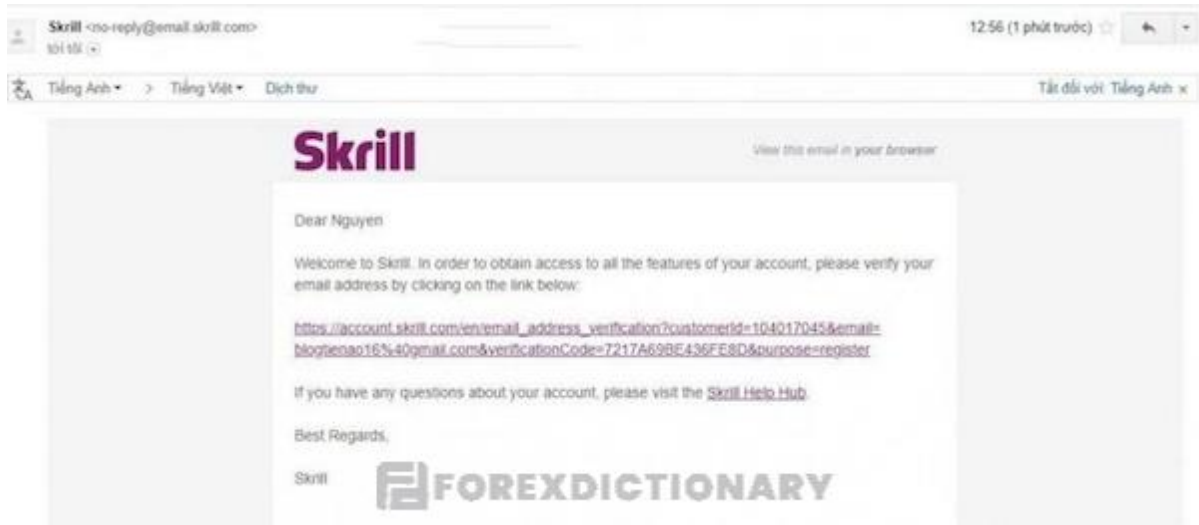 Skrill <no-reply@email.skrill.com>
12:56 (1 phút trước)
tới tôi
Tiếng Anh > Tiếng Việt Dịch thư
Tắt đối với: Tiếng Anh x
Skrill
View this email in your browser
Dear Nguyen
Welcome to Skrill. In order to obtain access to all the features of your account, please verify your
email address by clicking on the link below:
https://account.skrill.com/en/email_address_verification?customerId=104017045&email=
blogtienao16%40gmail.com&verificationCode=7217A69BE436FE8D&purpose=register
If you have any questions about your account, please visit the Skrill Help Hub.
Best Regards,
Skrill
FOREXDICTIONARY